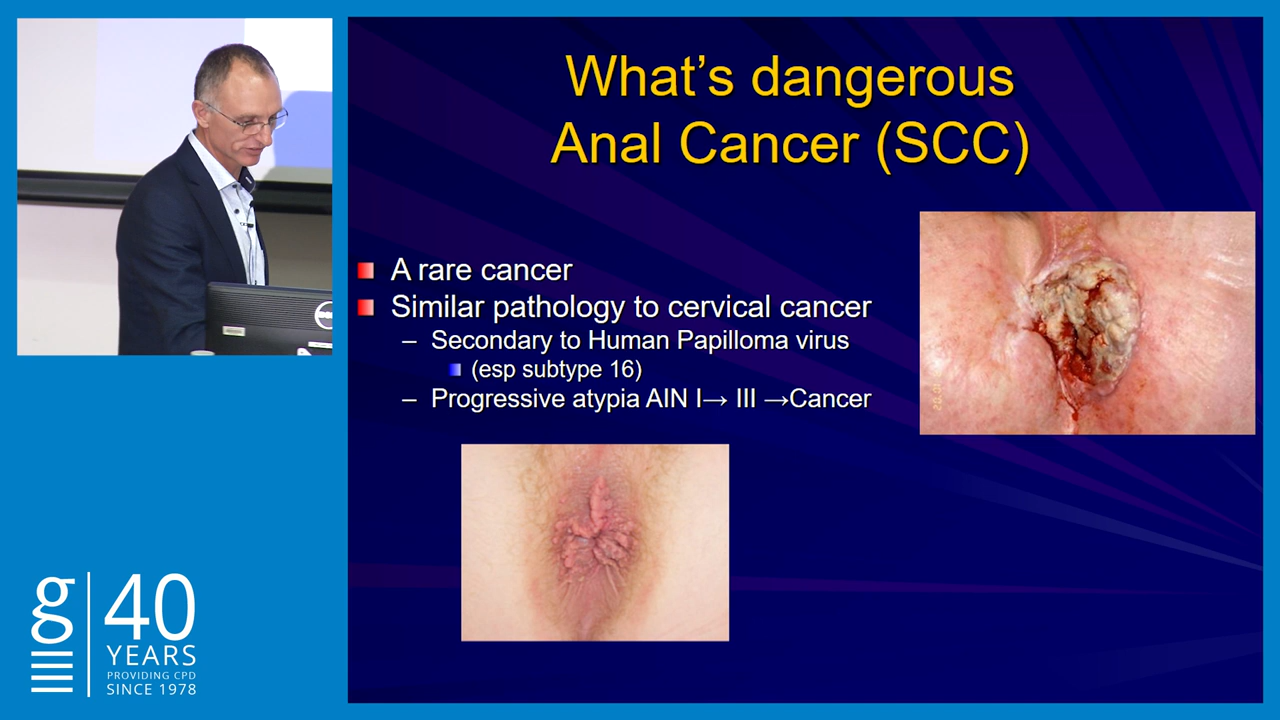 What's dangerous
Anal Cancer (SCC)
A rare cancer
Similar pathology to cervical cancer
– Secondary to Human Papilloma virus
(esp subtype 16)
– Progressive atypia AIN I→ III →Cancer
g
40
YEARS
PROVIDING CPD
SINCE 1978